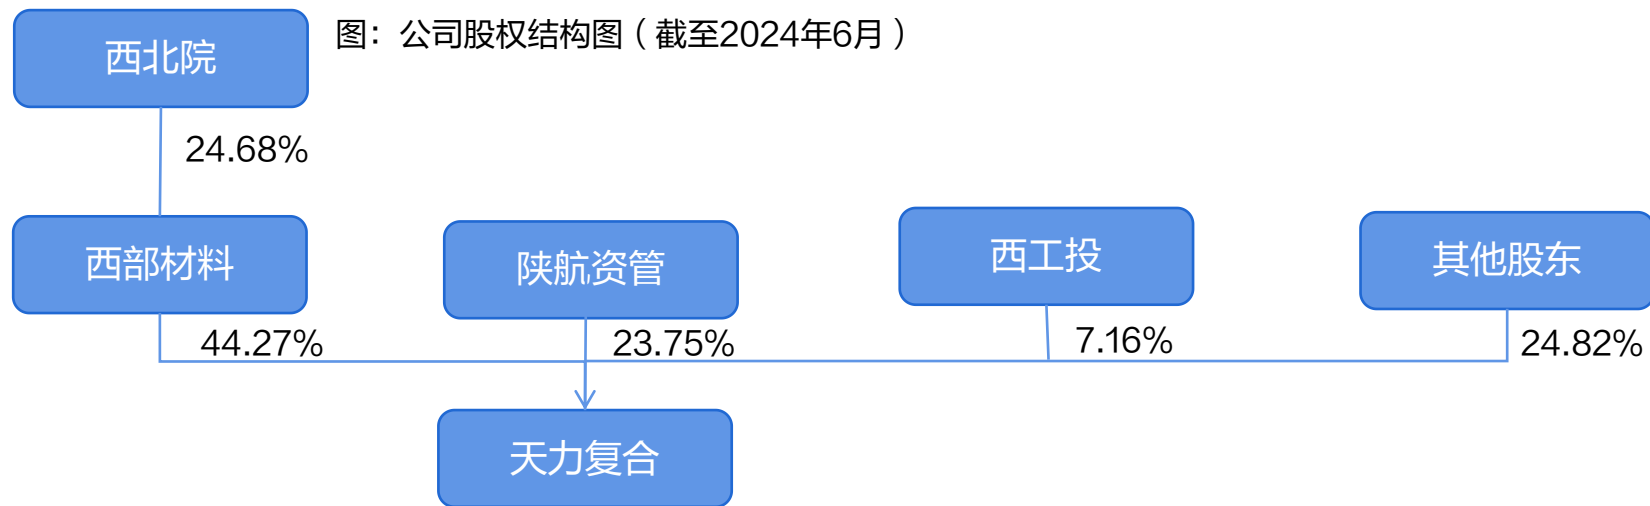 西北院
图：公司股权结构图（截至2024年6月）
24.68%
西部材料
陕航资管
西工投
其他股东
44.27%
23.75%
7.16%
24.82%
天力复合